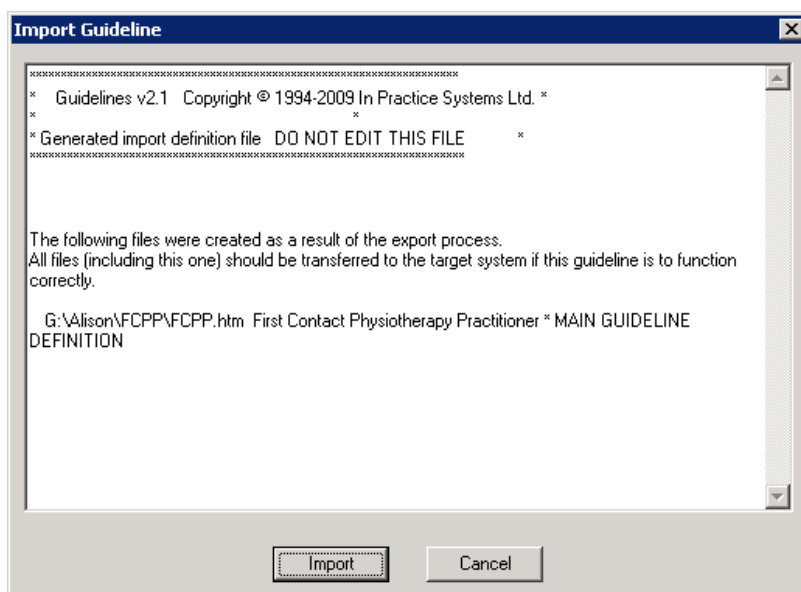 Import Guideline
**********************************************************************
* Guidelines v2.1 Copyright © 1994-2009 In Practice Systems Ltd. *
* *
* Generated import definition file DO NOT EDIT THIS FILE *
**********************************************************************
The following files were created as a result of the export process.
All files (including this one) should be transferred to the target system if this guideline is to function
correctly.
G:\Alison\FCPP\FCPP.htm First Contact Physiotherapy Practitioner * MAIN GUIDELINE
DEFINITION
Import
Cancel